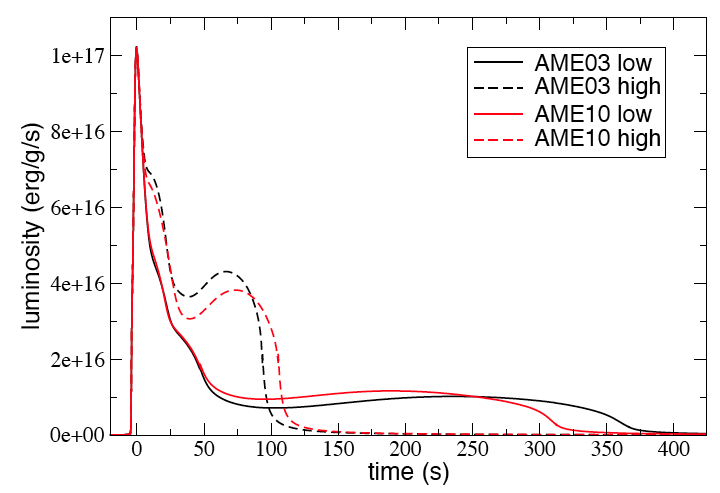 AME03 low
AME03 high
AME10 low
AME10 high
luminosity (erg/g/s)
1e+17
8e+16
6e+16
4e+16
2e+16
0e+00
0 50 100 150 200 250 300 350 400
time (s)